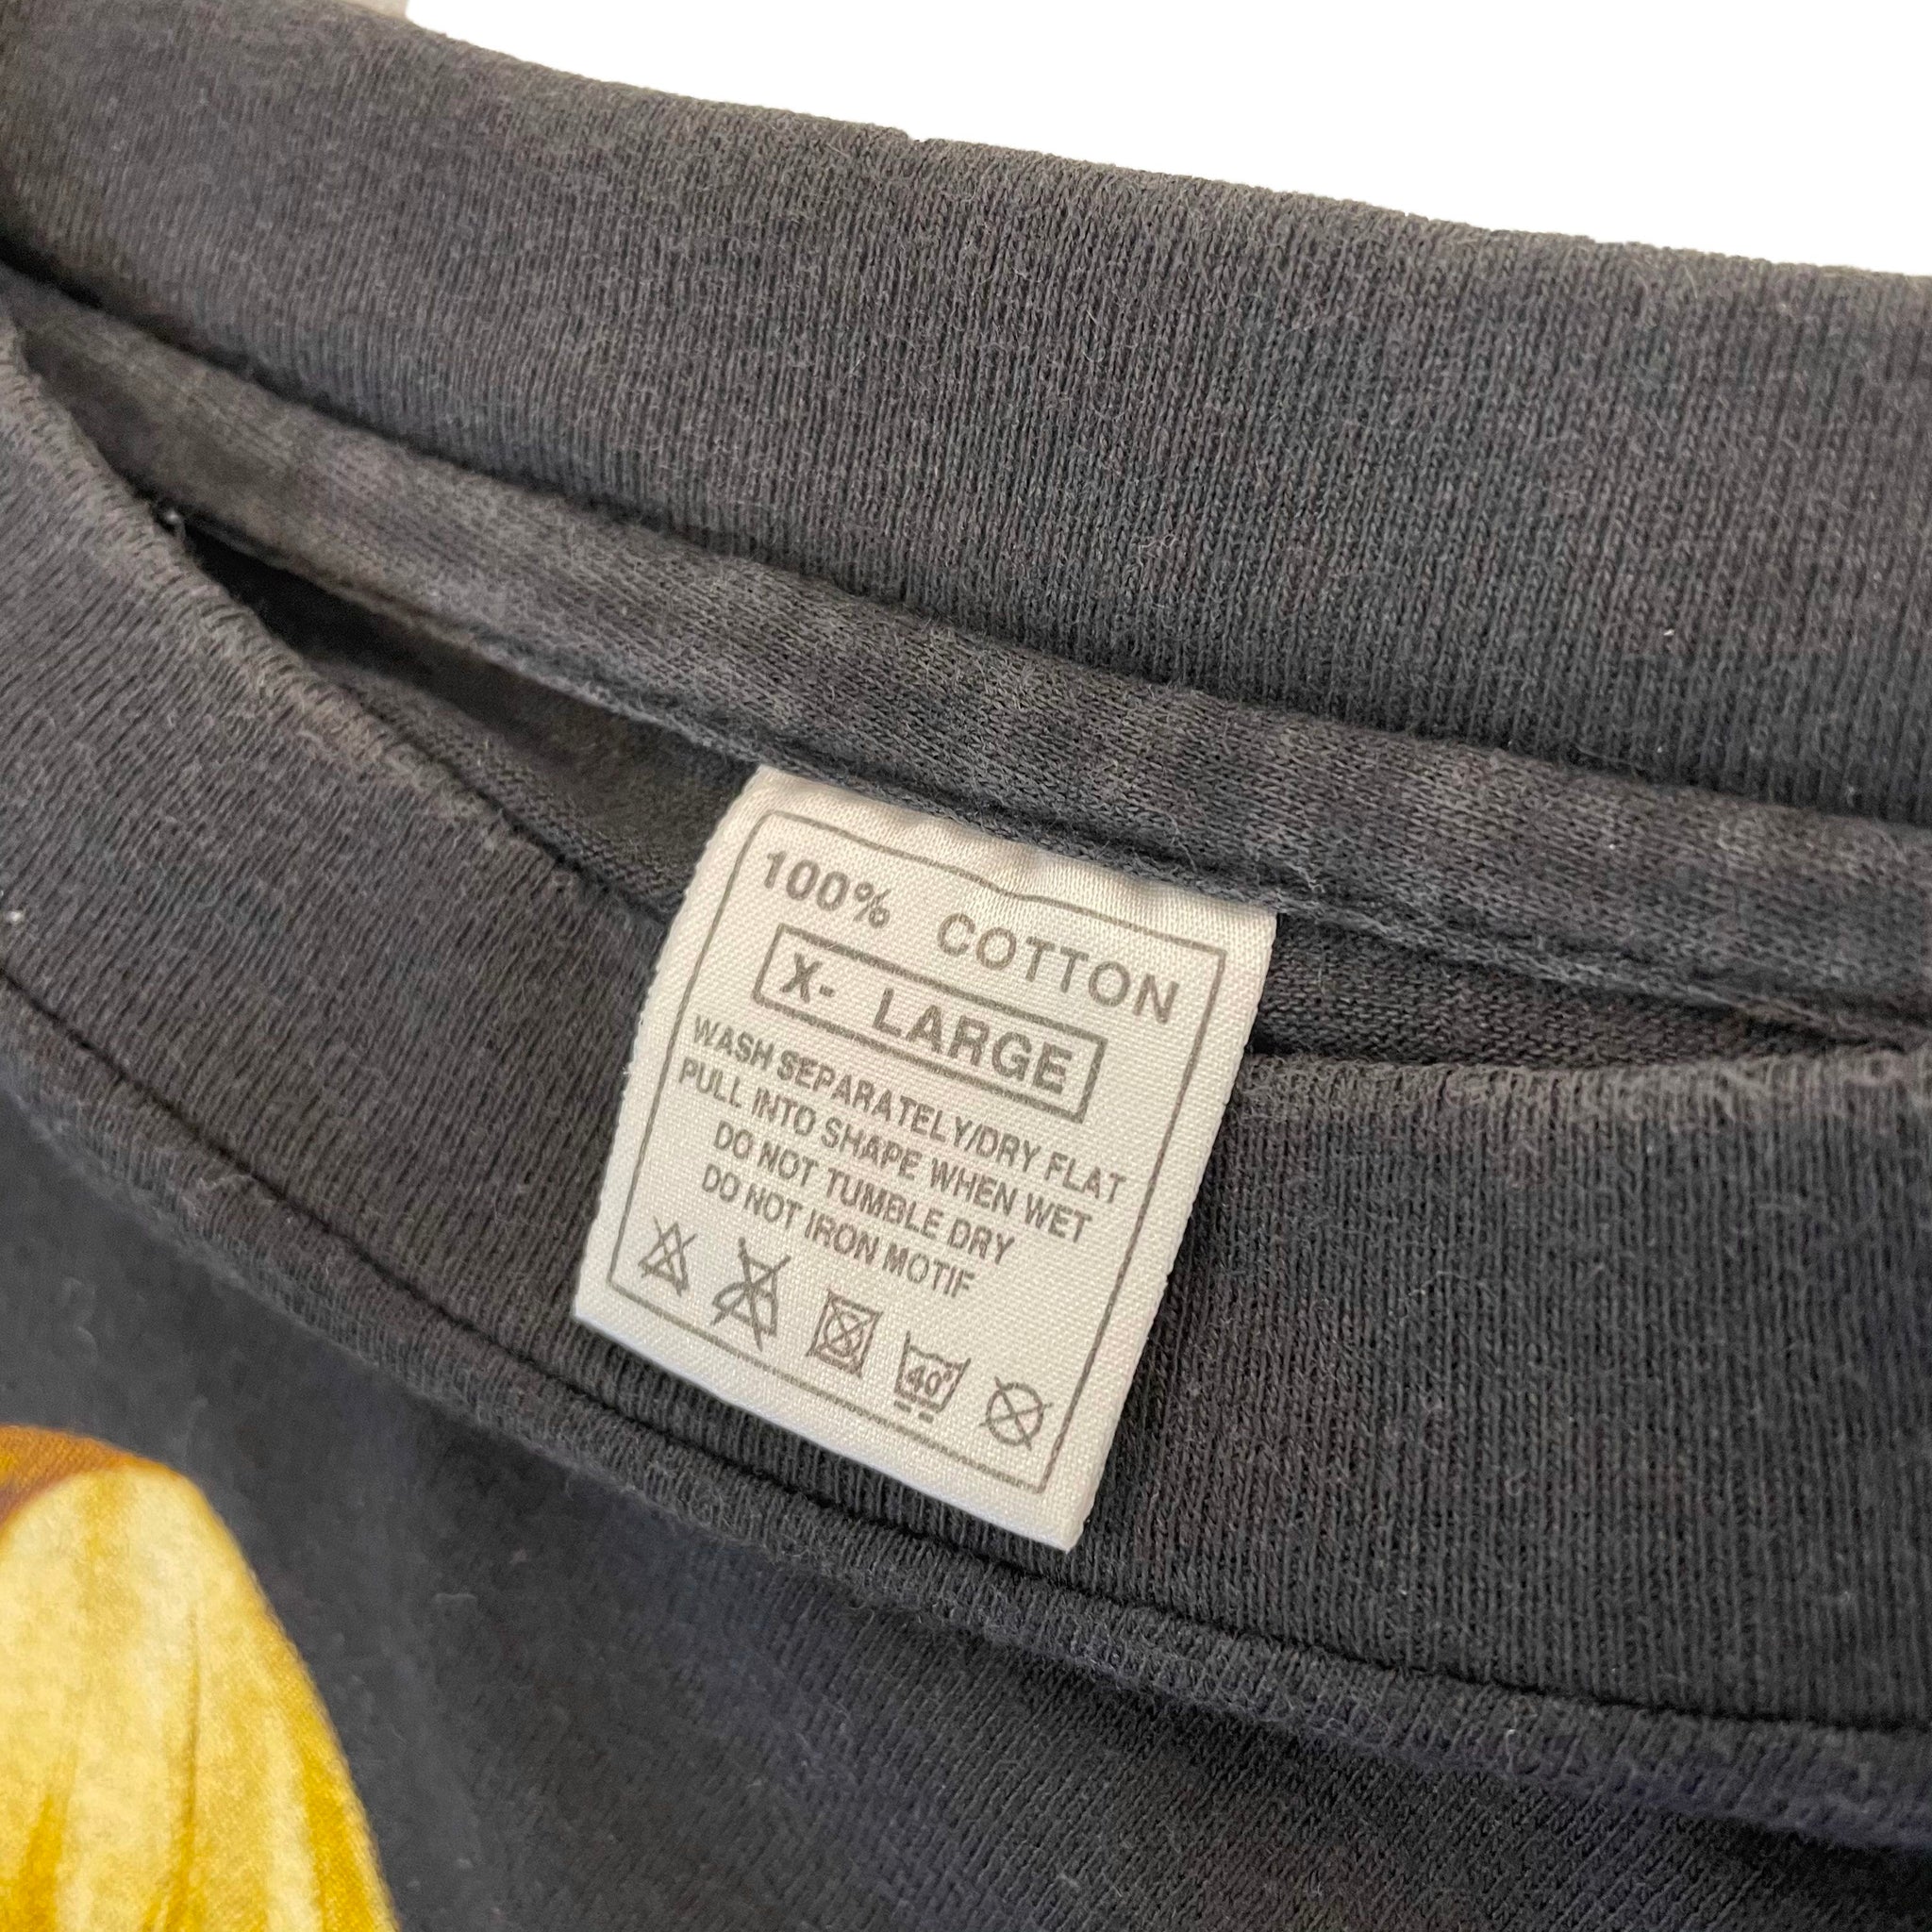 100% COTTON
X- LARGE
WASH SEPARATELY/DRY FLAT
PULL INTO SHAPE WHEN WET
DO NOT TUMBLE DRY
DO NOT IRON MOTIF
40°